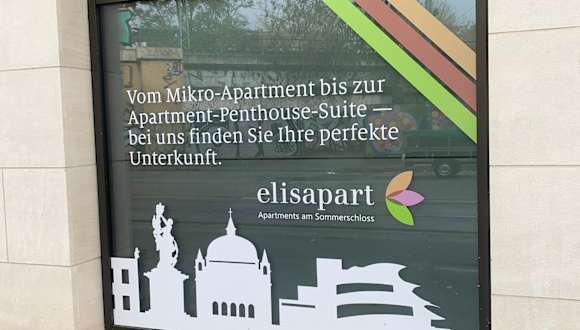 Vom Mikro-Apartment bis zur
Apartment-Penthouse-Suite —
bei uns finden Sie Ihre perfekte
Unterkunft.
elisapart
Apartments am Sommerschloss